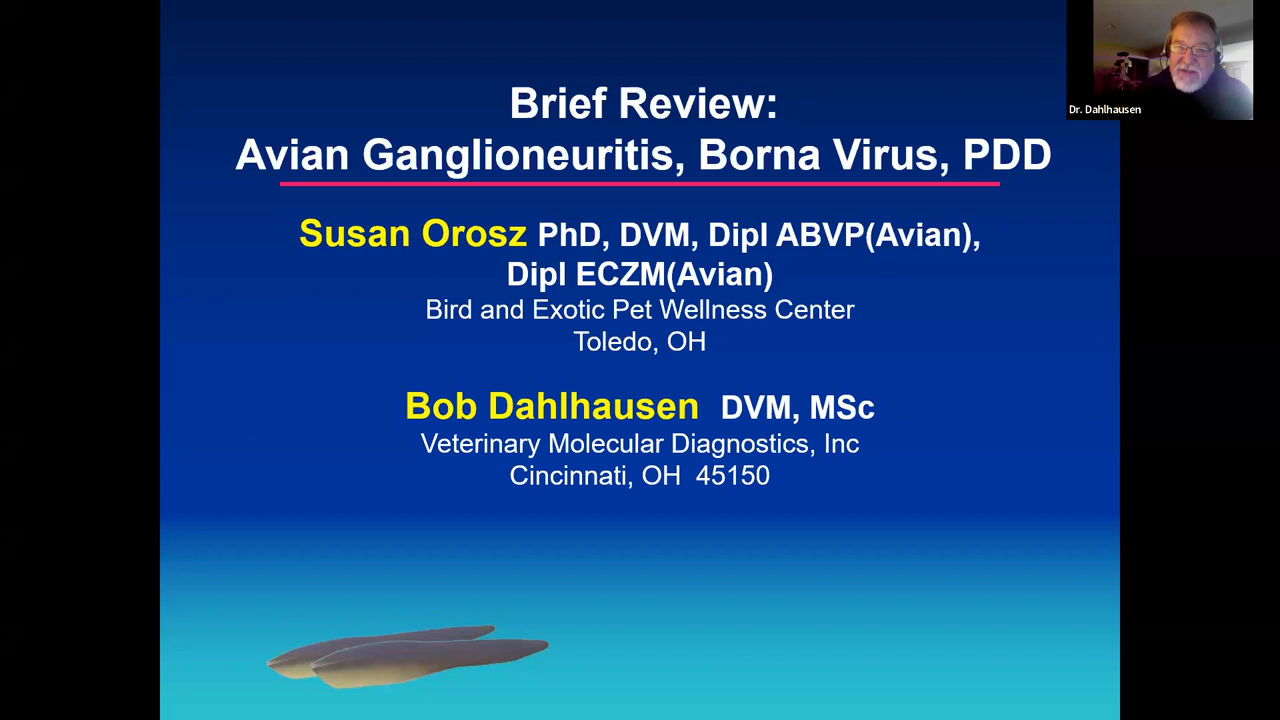 Brief Review:
Avian Ganglioneuritis, Borna Virus, PDD
Susan Orosz PhD, DVM, Dipl ABVP(Avian),
Dipl ECZM(Avian)
Bird and Exotic Pet Wellness Center
Toledo, OH
Bob Dahlhausen DVM, MSc
Veterinary Molecular Diagnostics, Inc
Cincinnati, OH 45150
Dr. Dahlhausen